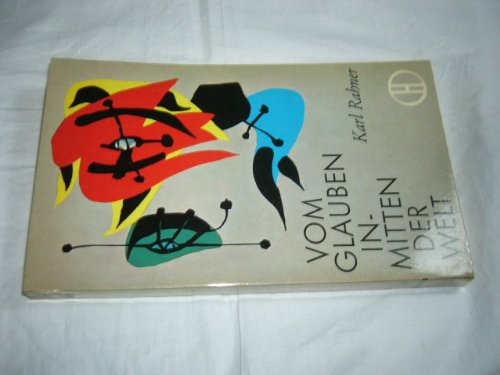 Karl Rahner
VOM
GLAUBEN
IN-
MITTEN
DER
WELT